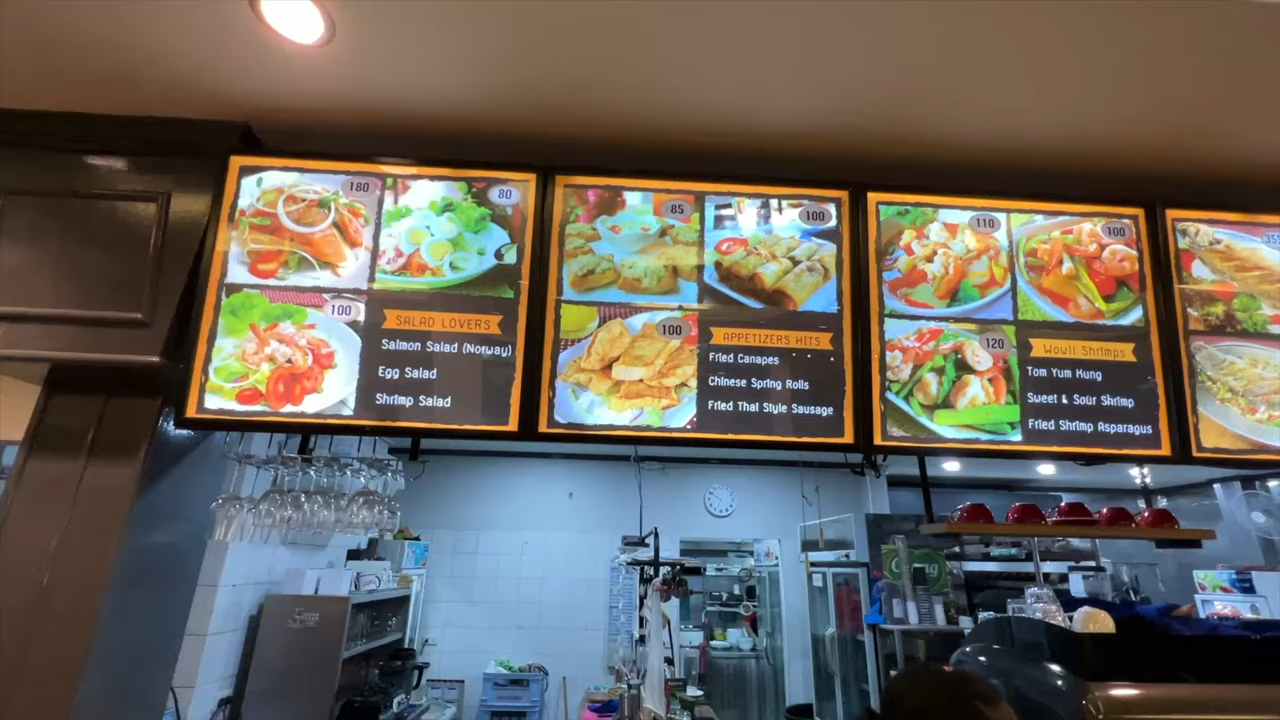 180
80
100
SALAD LOVERS
Salmon Salad (Norway)
Egg Salad
Shrimp Salad
85
100
100
APPETIZERS HITS
Fried Canapes
Chinese Spring Rolls
Fried Thai Style Sausage
110
100
120
Woull Shrimps
Tom Yum Kung
Sweet & Sour Shrimp
Fried Shrimp Asparagus